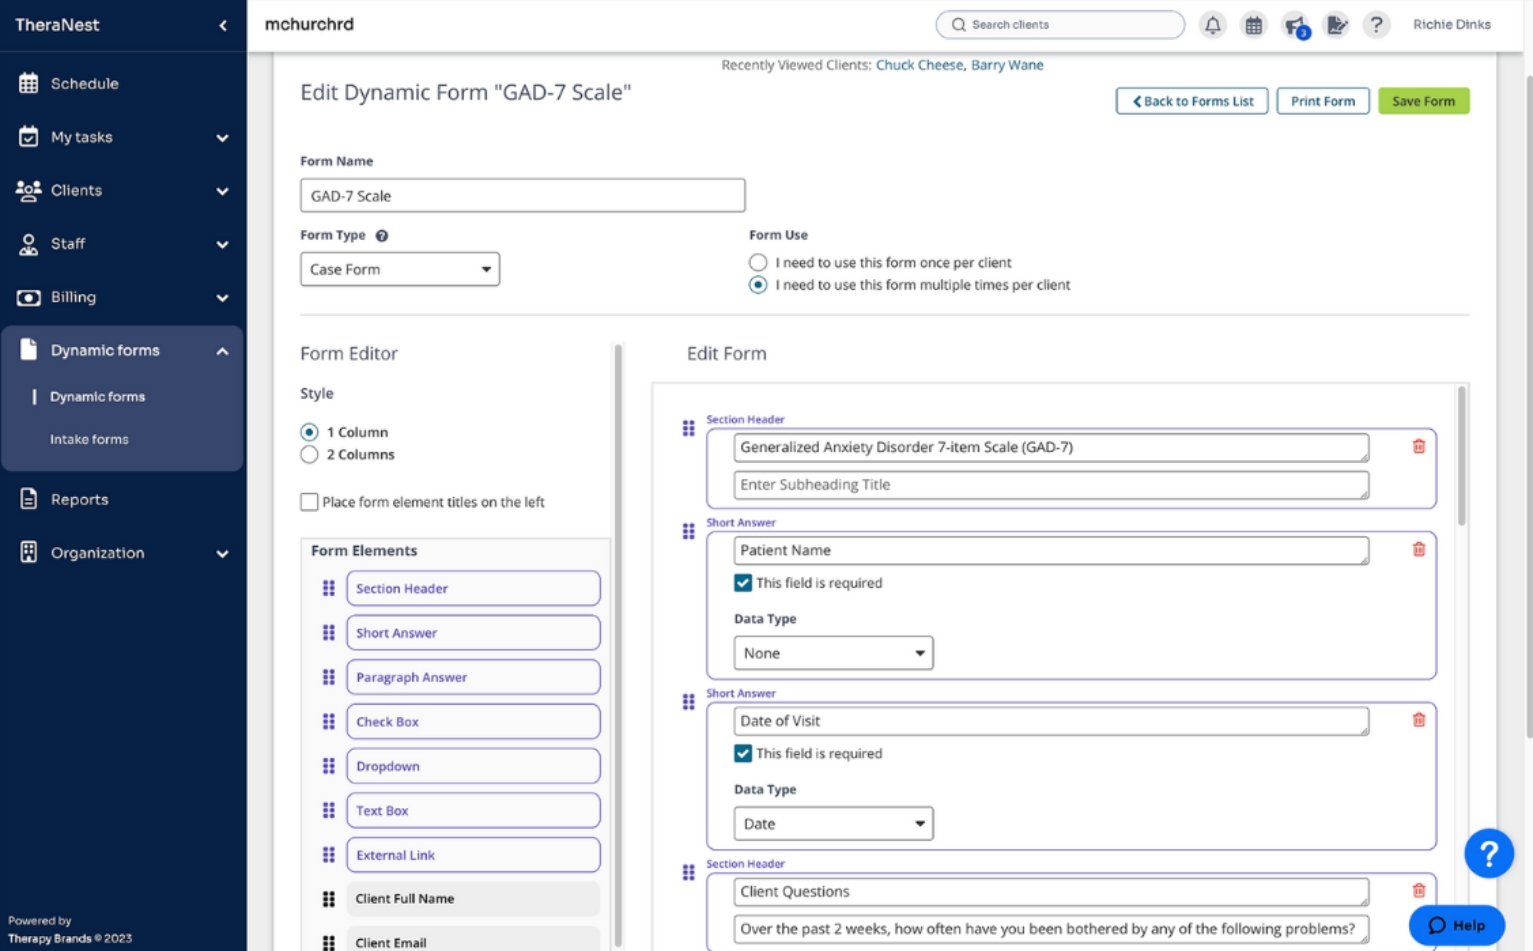 TheraNest
mchurchrd
Search clients
3
?
Richie Dinks
Schedule
My tasks
Clients
Staff
Billing
Dynamic forms
Dynamic forms
Intake forms
Reports
Organization
Powered by
Therapy Brands © 2023
Recently Viewed Clients: Chuck Cheese, Barry Wane
Edit Dynamic Form "GAD-7 Scale"
Back to Forms List
Print Form
Save Form
Form Name
GAD-7 Scale
Form Type ?
Case Form
Form Use
I need to use this form once per client
I need to use this form multiple times per client
Form Editor
Style
1 Column
2 Columns
Place form element titles on the left
Form Elements
Section Header
Short Answer
Paragraph Answer
Check Box
Dropdown
Text Box
External Link
Client Full Name
Client Email
Edit Form
Section Header
Generalized Anxiety Disorder 7-item Scale (GAD-7)
Enter Subheading Title
Short Answer
Patient Name
This field is required
Data Type
None
Short Answer
Date of Visit
This field is required
Data Type
Date
Section Header
Client Questions
Over the past 2 weeks, how often have you been bothered by any of the following problems?
?
Help